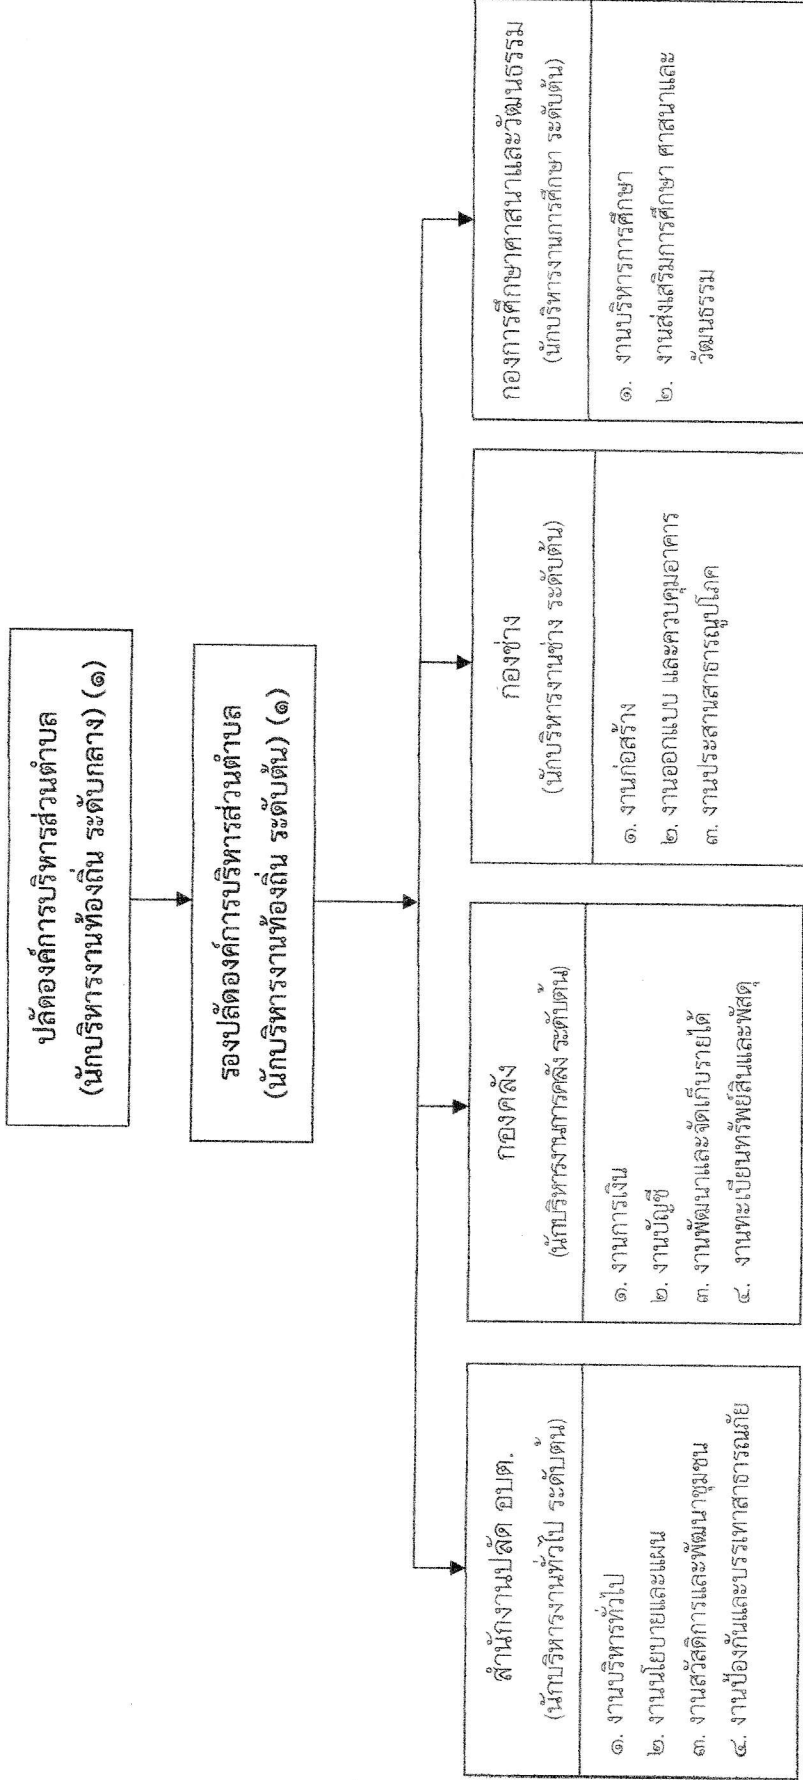 ปลัดองค์การบริหารส่วนตำบล
(นักบริหารงานท้องถิ่น ระดับกลาง) (๑)
รองปลัดองค์การบริหารส่วนตำบล
(นักบริหารงานท้องถิ่น ระดับต้น) (๑)
สำนักงานปลัด อบต.
(นักบริหารงานทั่วไป ระดับต้น)
๑. งานบริหารทั่วไป
๒. งานนโยบายและแผน
๓. งานสวัสดิการและพัฒนาชุมชน
๔. งานป้องกันและบรรเทาสาธารณภัย
กองคลัง
(นักบริหารงานการคลัง ระดับต้น)
๑. งานการเงิน
๒. งานบัญชี
๓. งานพัฒนาและจัดเก็บรายได้
๔. งานทะเบียนทรัพย์สินและพัสดุ
กองช่าง
(นักบริหารงานช่าง ระดับต้น)
๑. งานก่อสร้าง
๒. งานออกแบบ และควบคุมอาคาร
๓. งานประสานสาธารณูปโภค
กองการศึกษาศาสนาและวัฒนธรรม
(นักบริหารงานการศึกษา ระดับต้น)
๑. งานบริหารการศึกษา
๒. งานส่งเสริมการศึกษา ศาสนาและ
วัฒนธรรม